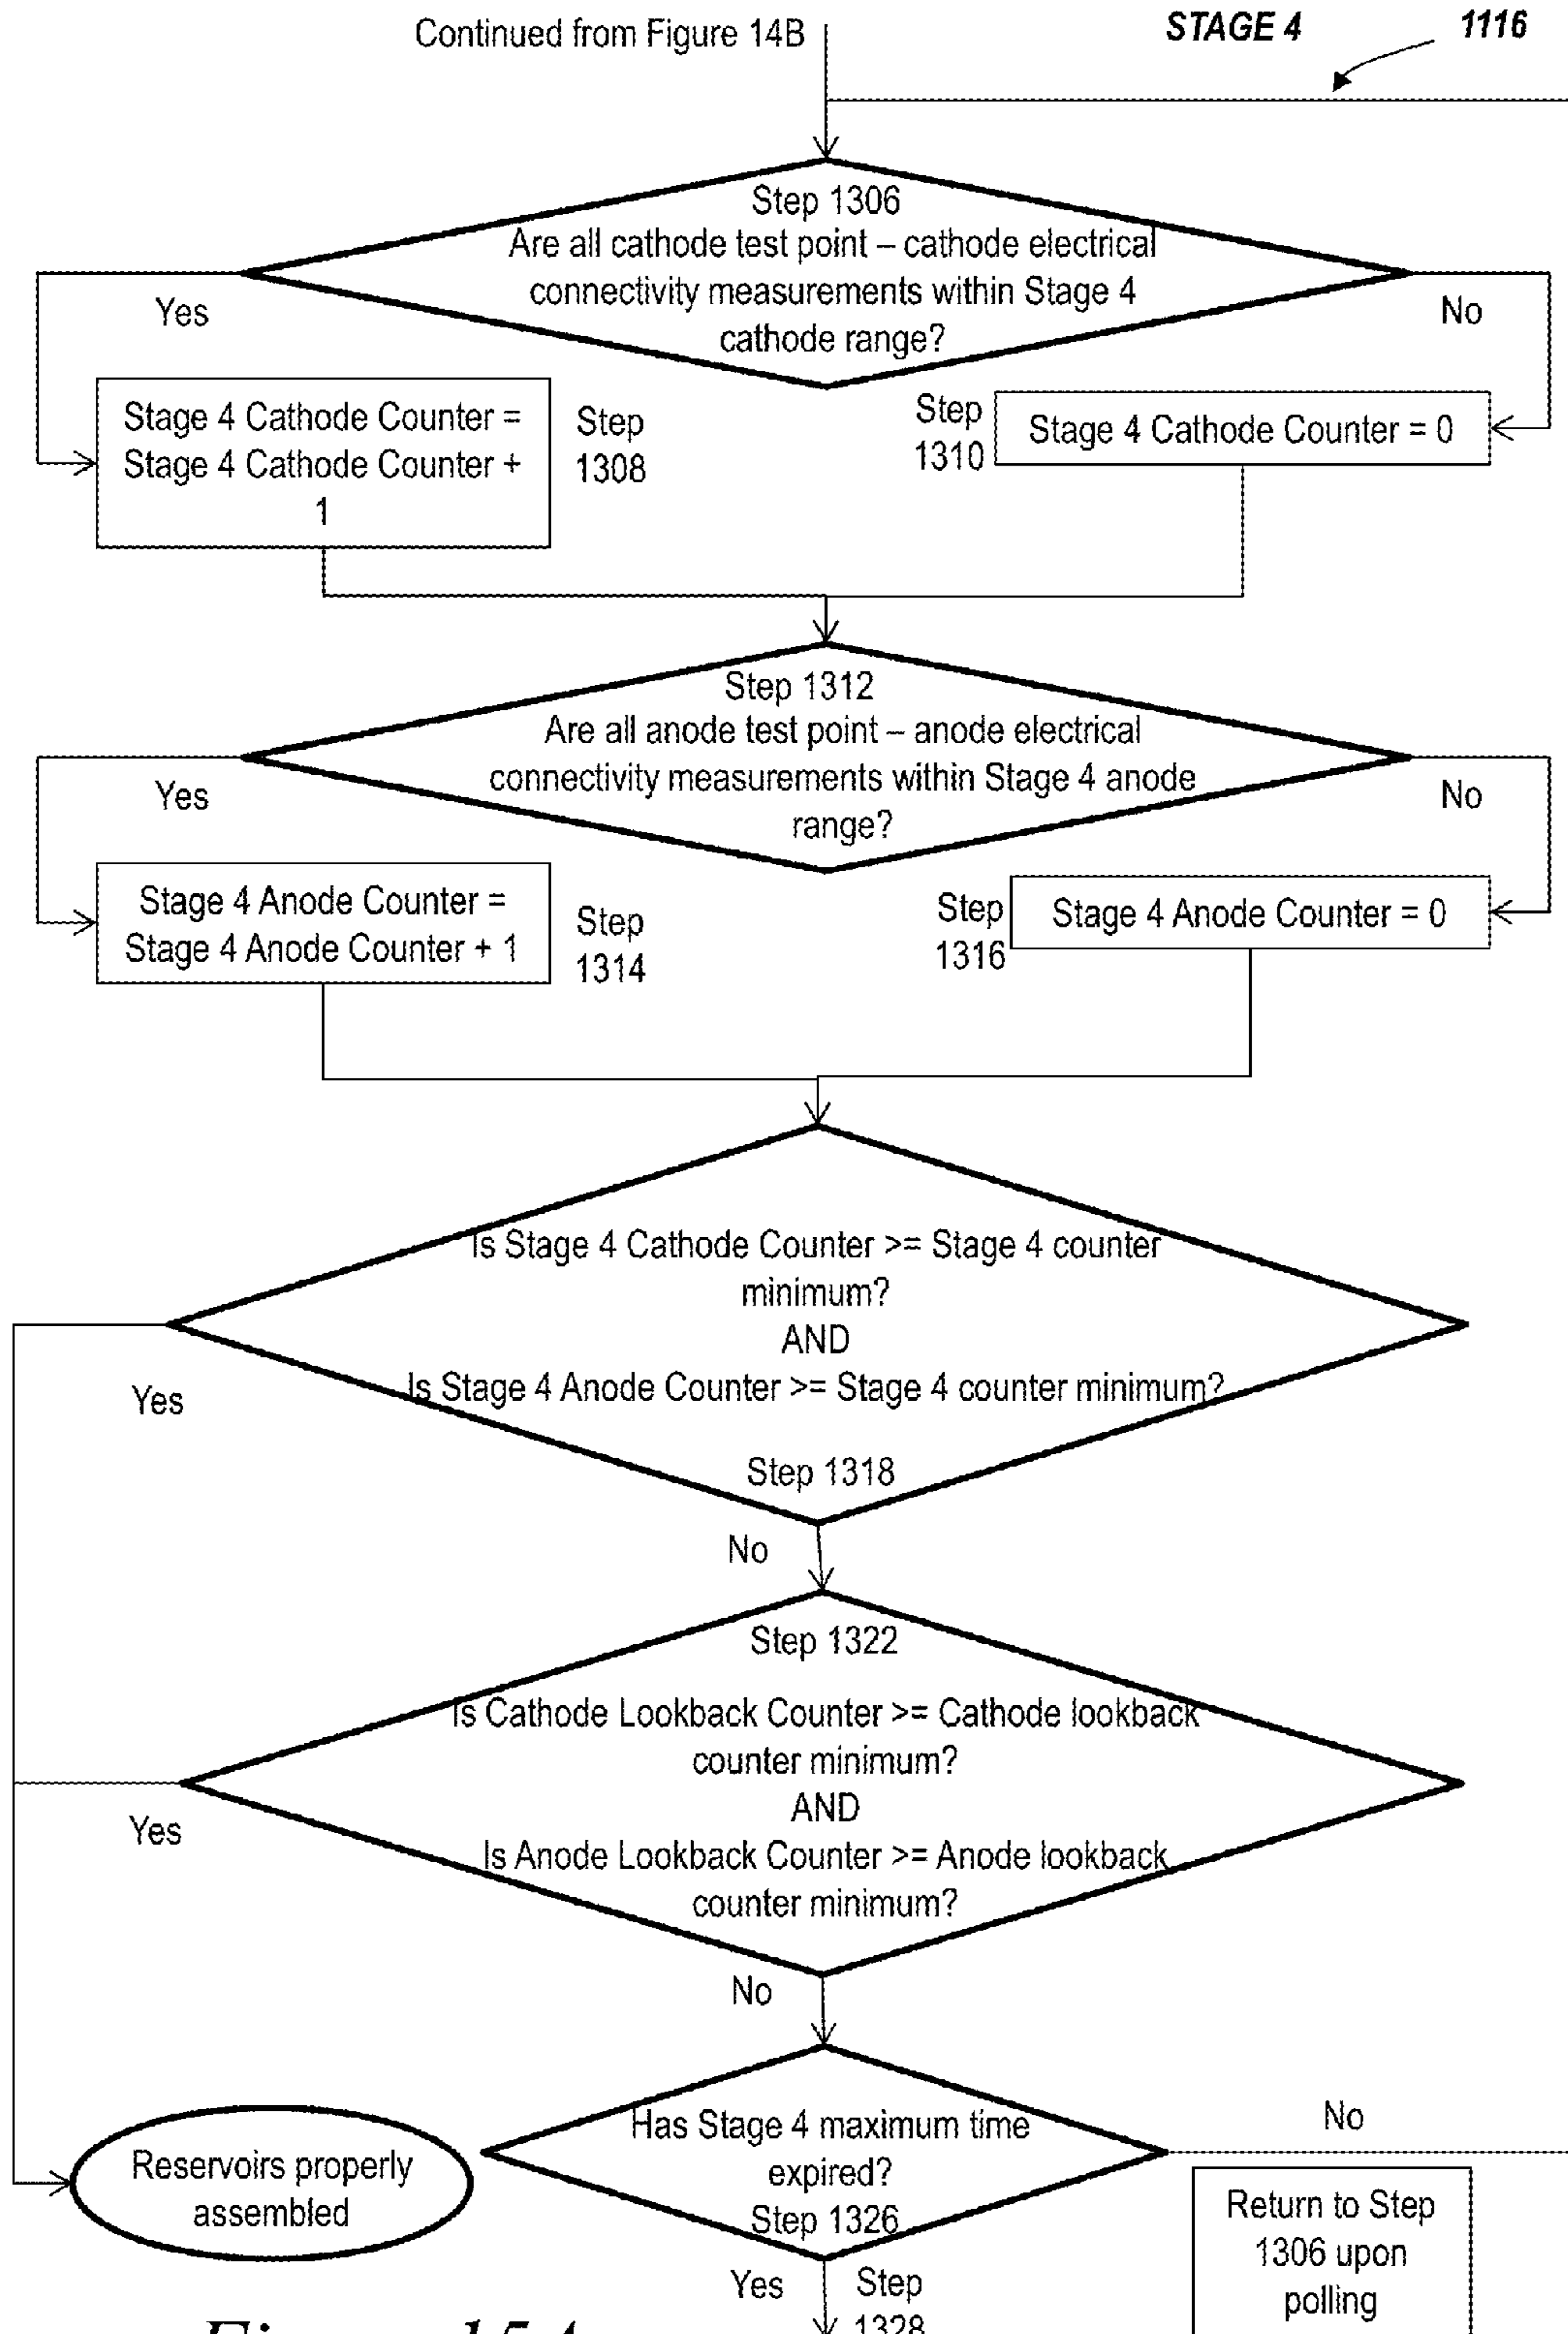 Continued from Figure 14B
STAGE 4
1116
Step 1306
Are all cathode test point – cathode electrical
connectivity measurements within Stage 4
cathode range?
Yes
No
Stage 4 Cathode Counter =
Stage 4 Cathode Counter +
1
Step
1308
Step
1310
Stage 4 Cathode Counter = 0
Step 1312
Are all anode test point – anode electrical
connectivity measurements within Stage 4 anode
range?
Yes
No
Stage 4 Anode Counter =
Stage 4 Anode Counter + 1
Step
1314
Step
1316
Stage 4 Anode Counter = 0
Is Stage 4 Cathode Counter >= Stage 4 counter
minimum?
AND
Is Stage 4 Anode Counter >= Stage 4 counter minimum?
Step 1318
Yes
No
Step 1322
Is Cathode Lookback Counter >= Cathode lookback
counter minimum?
AND
Is Anode Lookback Counter >= Anode lookback
counter minimum?
Yes
No
Has Stage 4 maximum time
expired?
Step 1326
No
Reservoirs properly
assembled
Return to Step
1306 upon
polling
Yes
Step
1328
Figure 15A